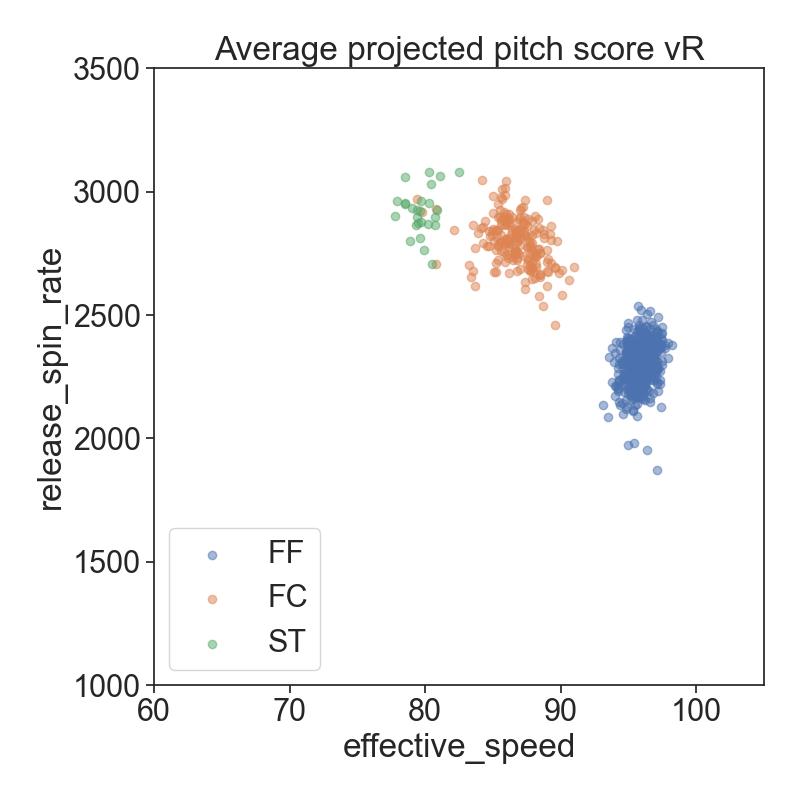 Average projected pitch score vR
3500
3000
2500
2000
1500
1000
release_spin_rate
FF
FC
ST
60 70 80 90 100
effective_speed